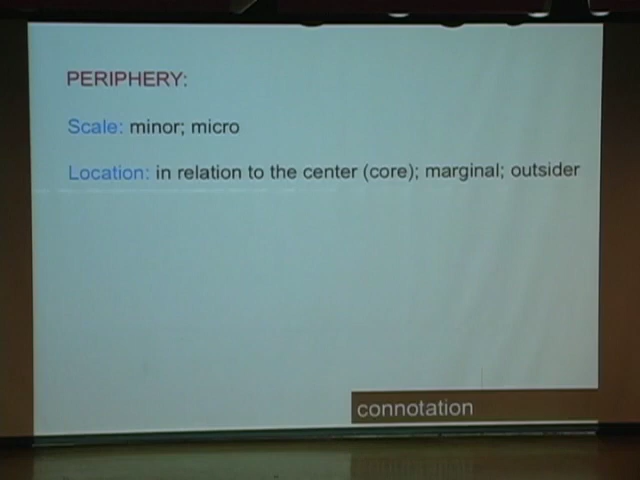 PERIPHERY:
Scale: minor; micro
Location: in relation to the center (core); marginal; outsider
connotation